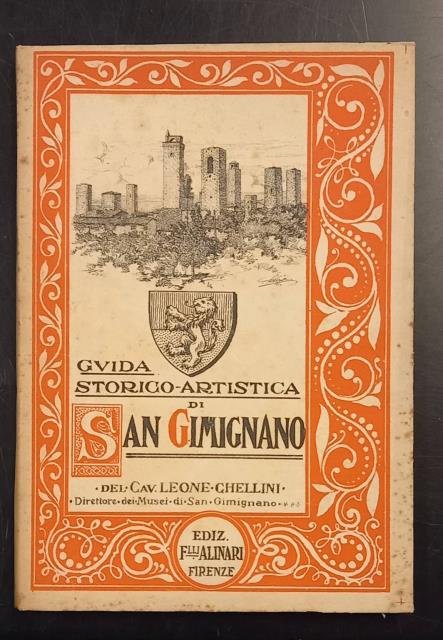 GVIDA
STORICO-ARTISTICA
DI
SAN GIMIGNANO
·DEL·CAV. LEONE·CHELLINI·
·Direttore·dei·Musei·di·San·Gimignano·
EDIZ.
F.LLI ALINARI
FIRENZE